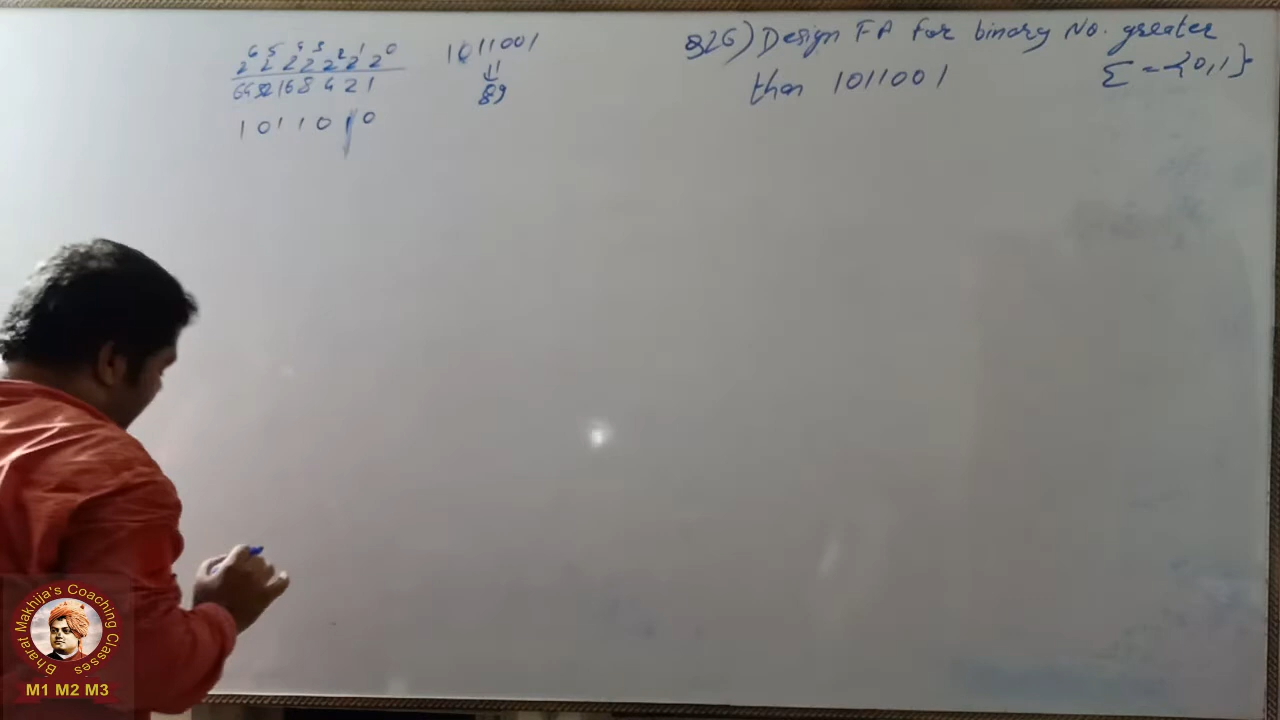 2^6 2^5 2^4 2^3 2^2 2^1 2^0
64 32 16 8 4 2 1
1 0 1 1 0 1 0
1011001
⇓
89
Q26) Design FA for binary No. greater
than 1011001
Σ = {0,1}
Bharat Makhija's Coaching Classes
M1 M2 M3